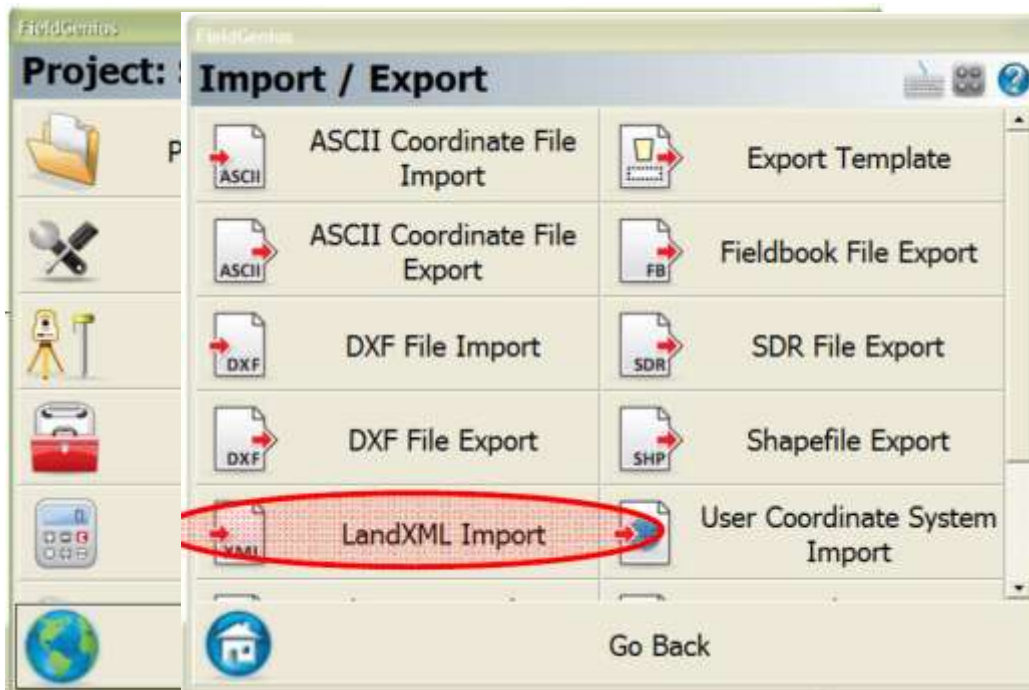 FieldGenius
Project:
P
FieldGenius
Import / Export
ASCII
ASCII Coordinate File
Import
Export Template
ASCII
ASCII Coordinate File
Export
FB
Fieldbook File Export
DXF
DXF File Import
SDR
SDR File Export
DXF
DXF File Export
SHP
Shapefile Export
XML
LandXML Import
User Coordinate System
Import
0.
Go Back